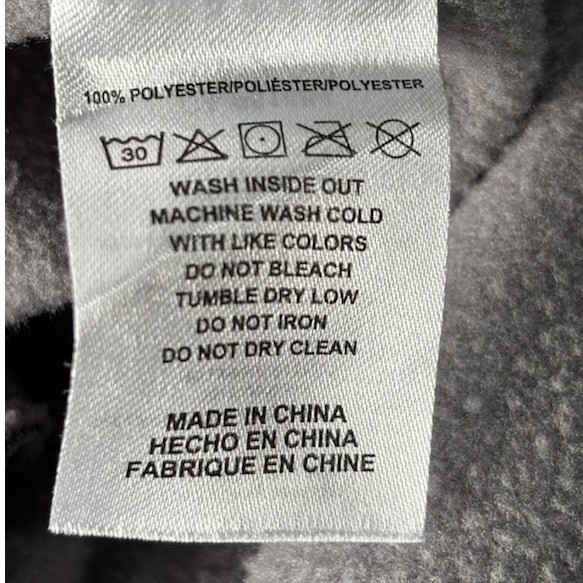 100% POLYESTER/POLIÉSTER/POLYESTER
30
WASH INSIDE OUT
MACHINE WASH COLD
WITH LIKE COLORS
DO NOT BLEACH
TUMBLE DRY LOW
DO NOT IRON
DO NOT DRY CLEAN
MADE IN CHINA
HECHO EN CHINA
FABRIQUE EN CHINE